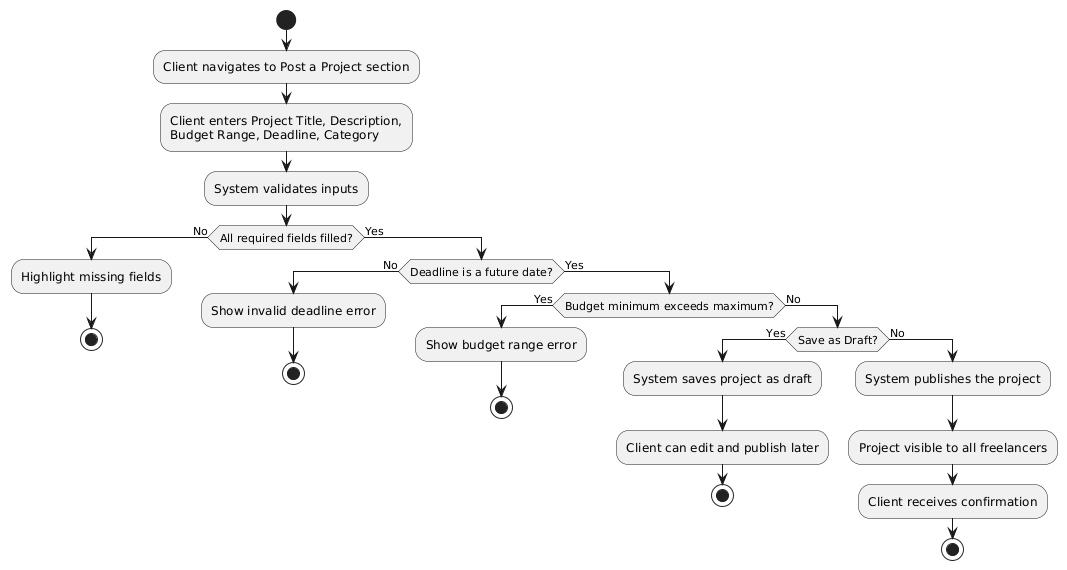 Client navigates to Post a Project section
Client enters Project Title, Description,
Budget Range, Deadline, Category
System validates inputs
No
All required fields filled?
Yes
Highlight missing fields
No
Deadline is a future date?
Yes
Show invalid deadline error
Yes
Budget minimum exceeds maximum?
No
Show budget range error
Yes
Save as Draft?
No
System saves project as draft
System publishes the project
Client can edit and publish later
Project visible to all freelancers
Client receives confirmation